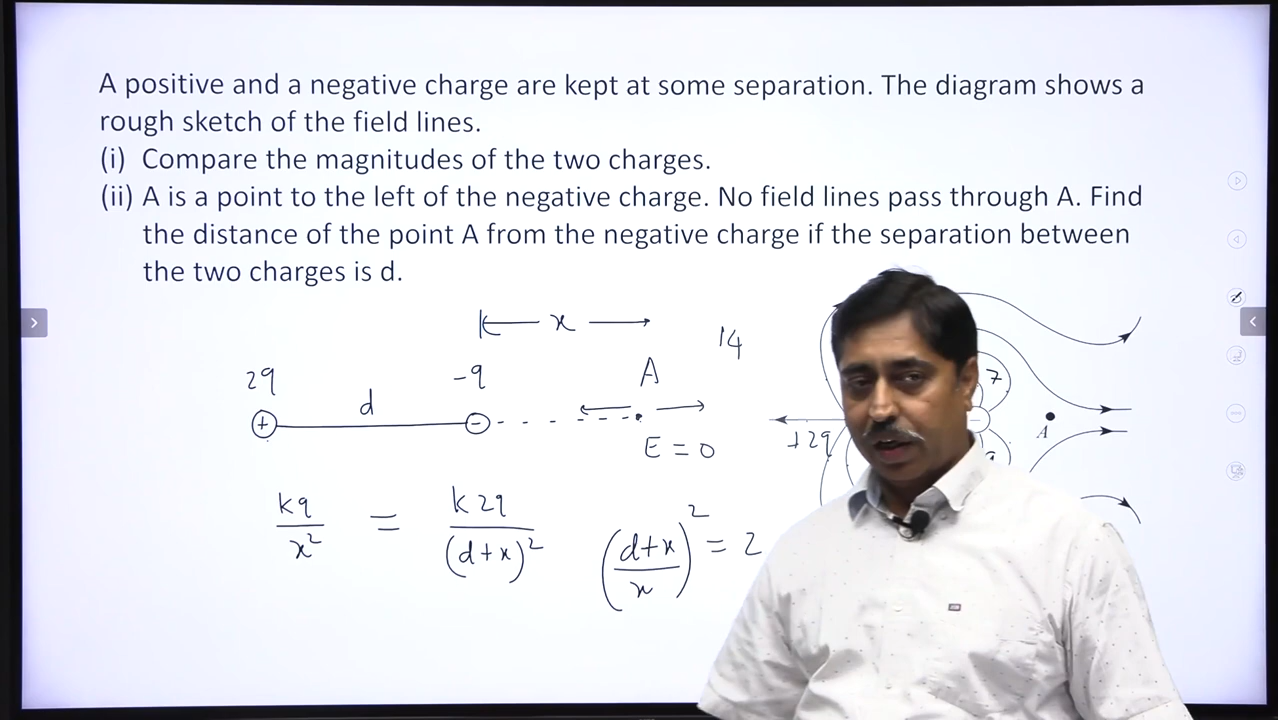 A positive and a negative charge are kept at some separation. The diagram shows a
rough sketch of the field lines.
(i) Compare the magnitudes of the two charges.
(ii) A is a point to the left of the negative charge. No field lines pass through A. Find
the distance of the point A from the negative charge if the separation between
the two charges is d.
x
14
2q
d
-q
A
7
+
-
E = 0
+2q
A
kq/x² = k2q/(d+x)²
((d+x)/x)² = 2